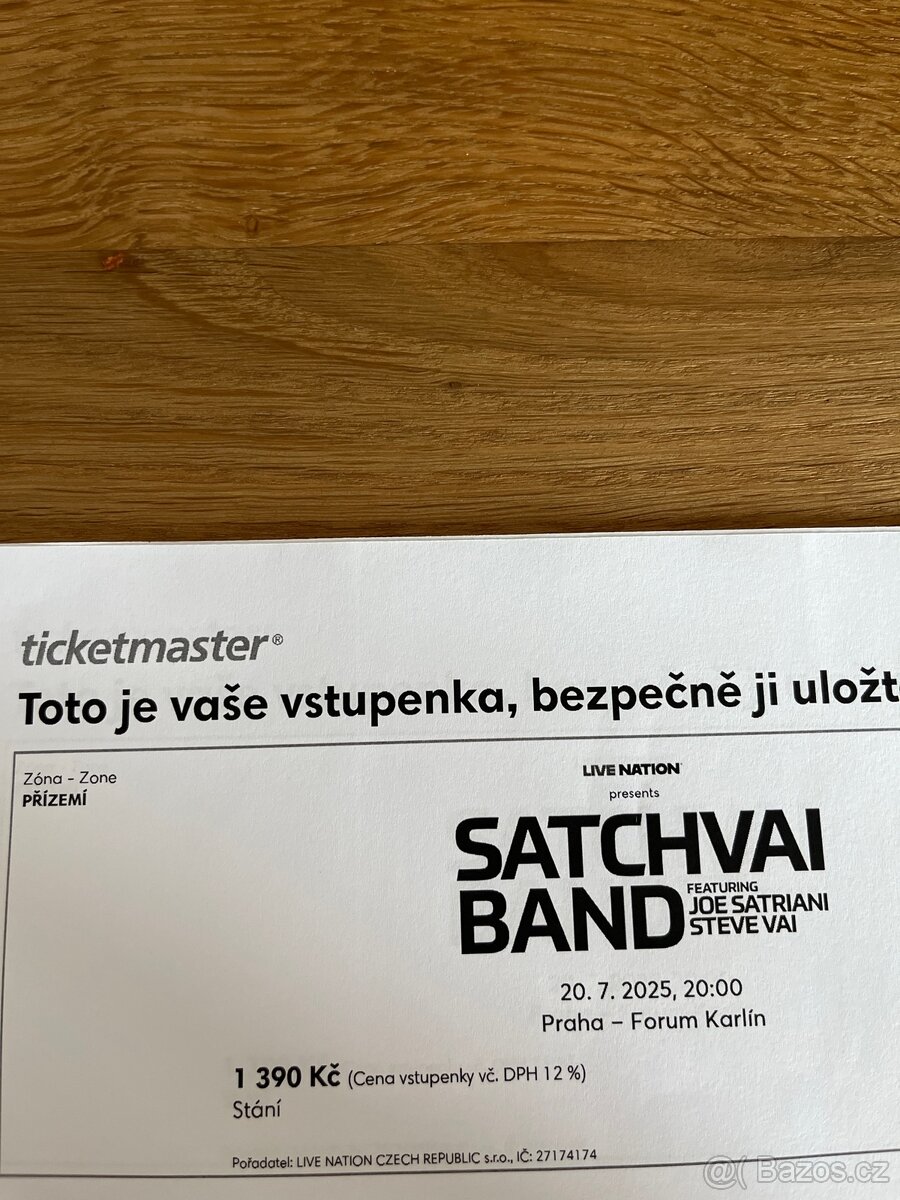 ticketmaster®
Toto je vaše vstupenka, bezpečně ji uložt
Zóna - Zone
PŘÍZEMÍ
LIVE NATION
presents
SATCHVAI
BAND FEATURING
JOE SATRIANI
STEVE VAI
20. 7. 2025, 20:00
Praha – Forum Karlín
1 390 Kč (Cena vstupenky vč. DPH 12 %)
Stání
Pořadatel: LIVE NATION CZECH REPUBLIC s.r.o., IČ: 27174174
@( Bazos.cz